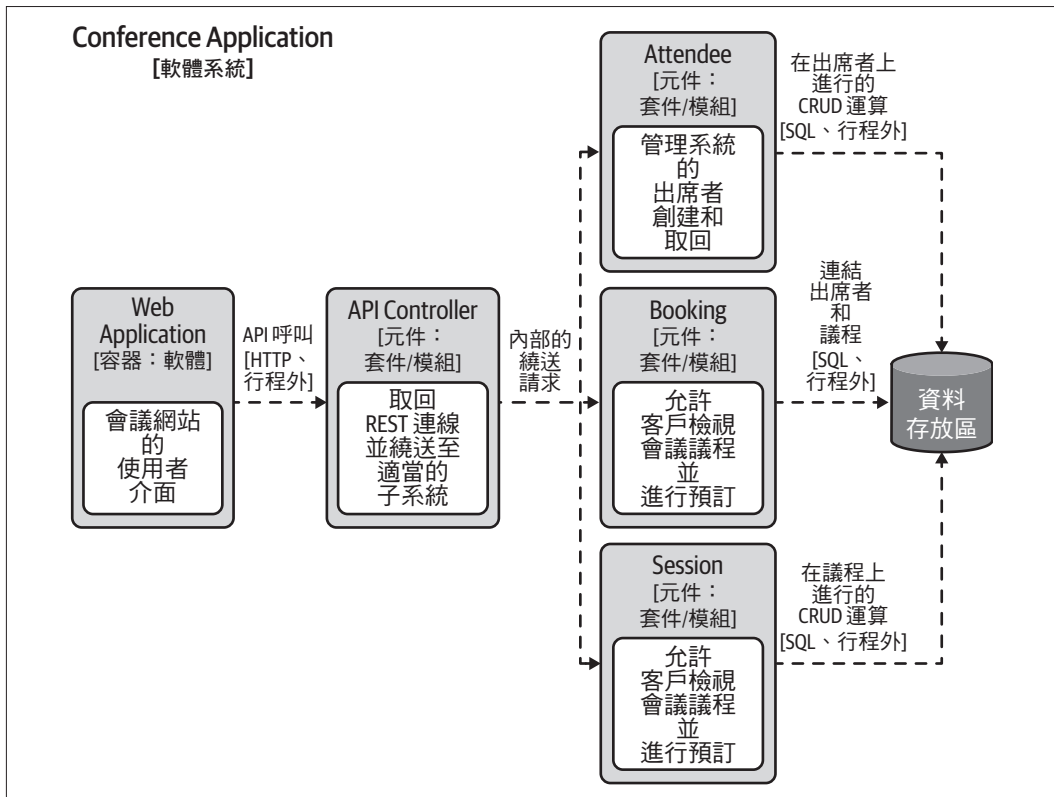 Conference Application
[軟體系統]
Web
Application
[容器：軟體]
會議網站
的
使用者
介面
API 呼叫
[HTTP、
行程外]
API Controller
[元件：
套件/模組]
取回
REST 連線
並繞送至
適當的
子系統
內部的
繞送
請求
Attendee
[元件：
套件/模組]
管理系統
的
出席者
創建和
取回
在出席者上
進行的
CRUD 運算
[SQL、行程外]
Booking
[元件：
套件/模組]
允許
客戶檢視
會議議程
並
進行預訂
連結
出席者
和
議程
[SQL、
行程外]
Session
[元件：
套件/模組]
允許
客戶檢視
會議議程
並
進行預訂
在議程上
進行的
CRUD 運算
[SQL、行程外]
資料
存放區